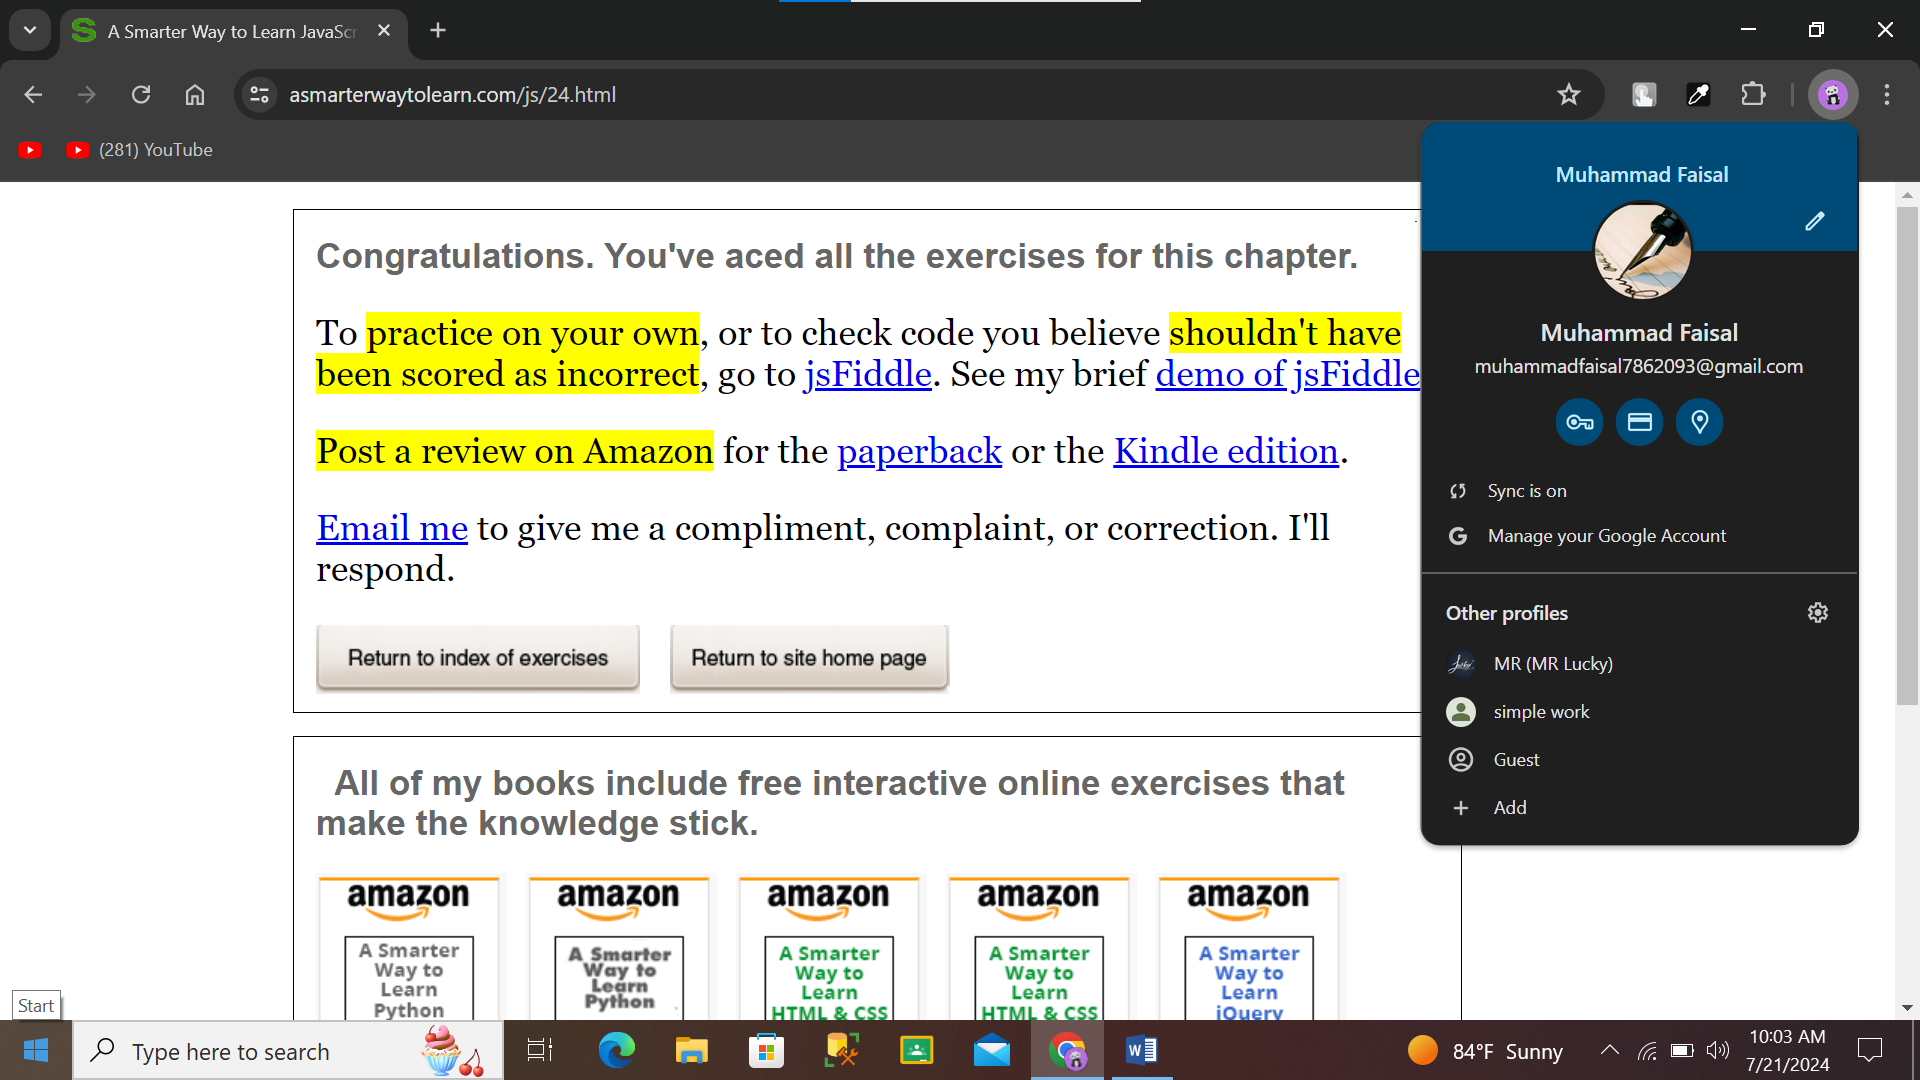 A Smarter Way to Learn JavaScr
asmarterwaytolearn.com/js/24.html
(281) YouTube
Congratulations. You've aced all the exercises for this chapter.
To practice on your own, or to check code you believe shouldn't have
been scored as incorrect, go to jsFiddle. See my brief demo of jsFiddle
Post a review on Amazon for the paperback or the Kindle edition.
Email me to give me a compliment, complaint, or correction. I'll
respond.
Return to index of exercises
Return to site home page
Muhammad Faisal
Muhammad Faisal
muhammadfaisal7862093@gmail.com
Sync is on
Manage your Google Account
Other profiles
MR (MR Lucky)
simple work
Guest
Add
All of my books include free interactive online exercises that
make the knowledge stick.
amazon
A Smarter
Way to
Learn
Python
amazon
A Smarter
Way to
Learn
Python
amazon
A Smarter
Way to
Learn
HTML & CSS
amazon
A Smarter
Way to
Learn
HTML & CSS
amazon
A Smarter
Way to
Learn
jQuery
Start
Type here to search
84°F Sunny
10:03 AM
7/21/2024